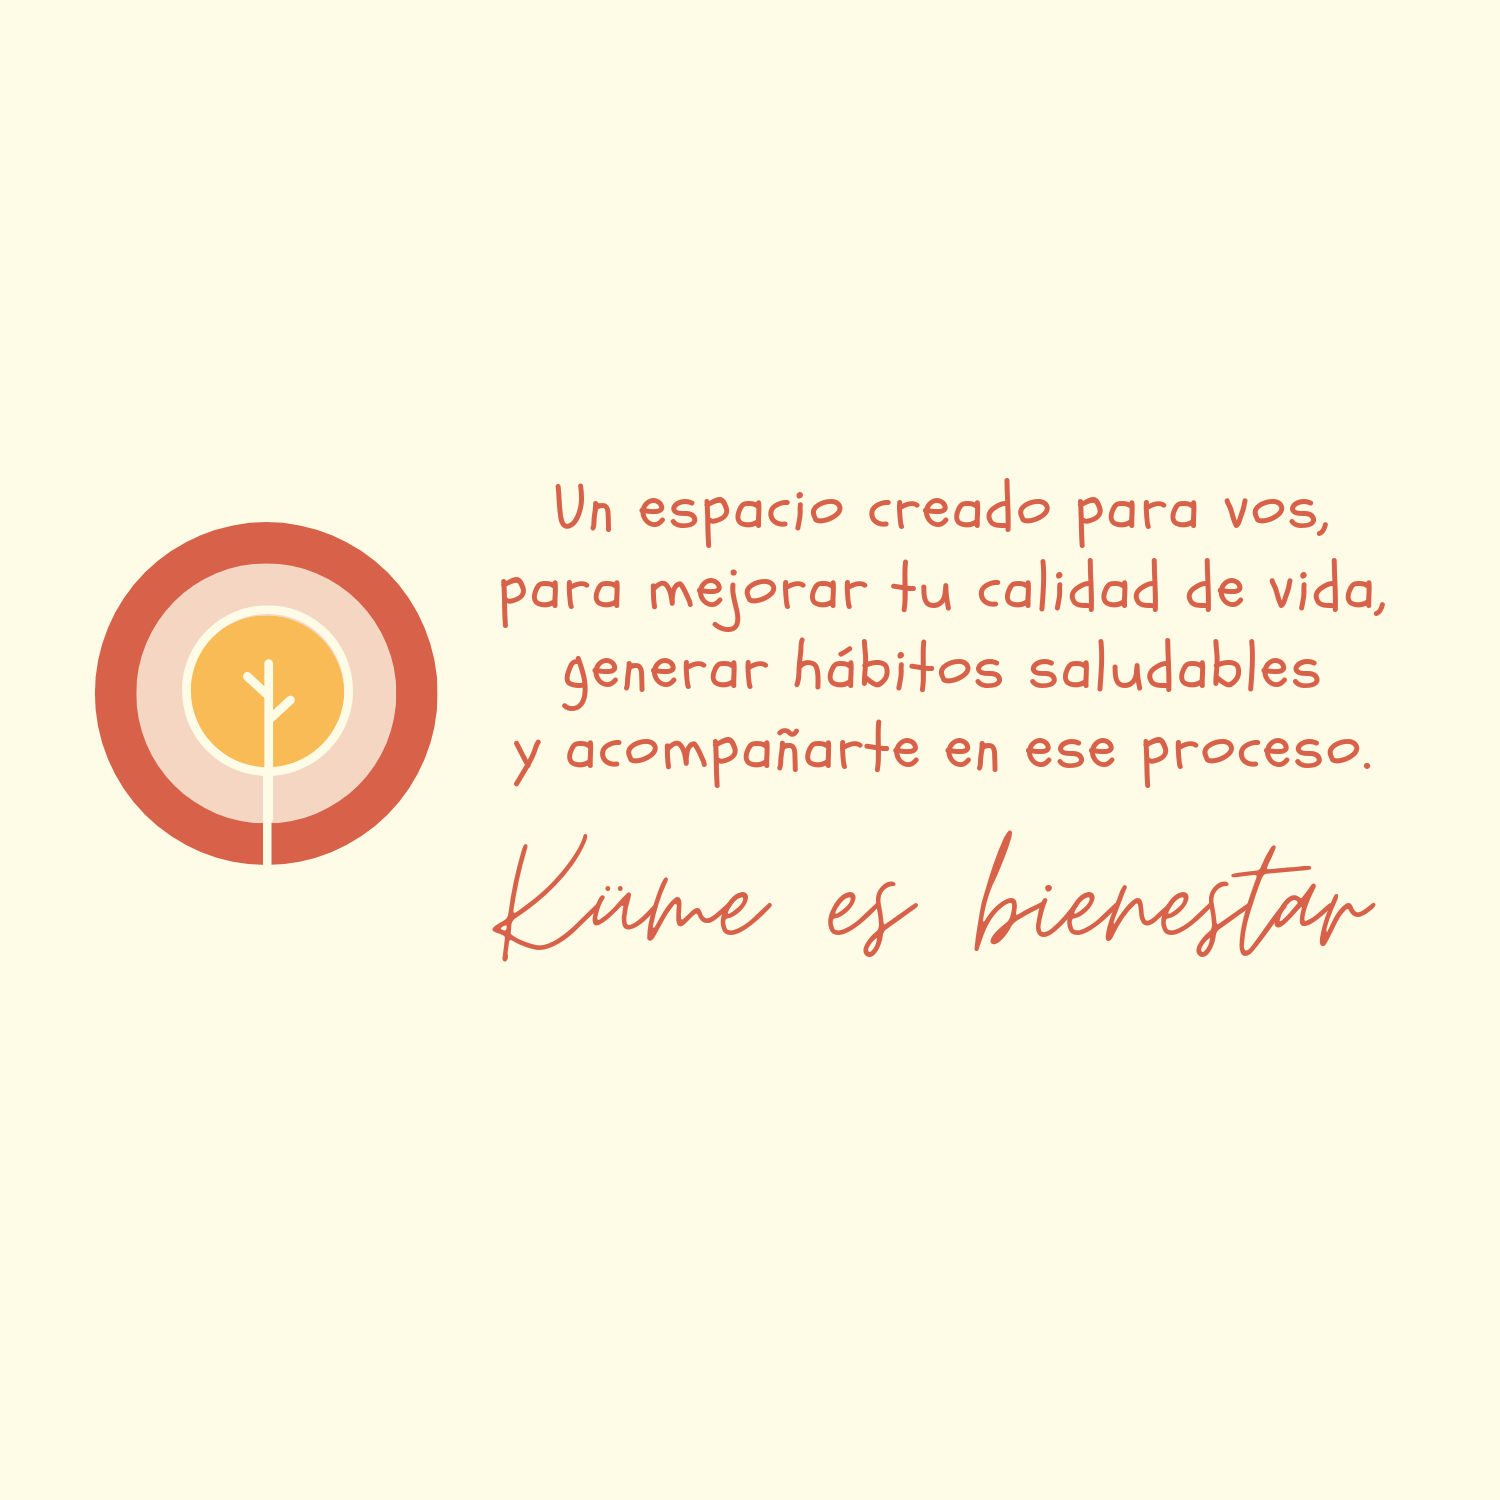 Un espacio creado para vos,
para mejorar tu calidad de vida,
generar hábitos saludables
y acompañarte en ese proceso.
Küme es bienestar